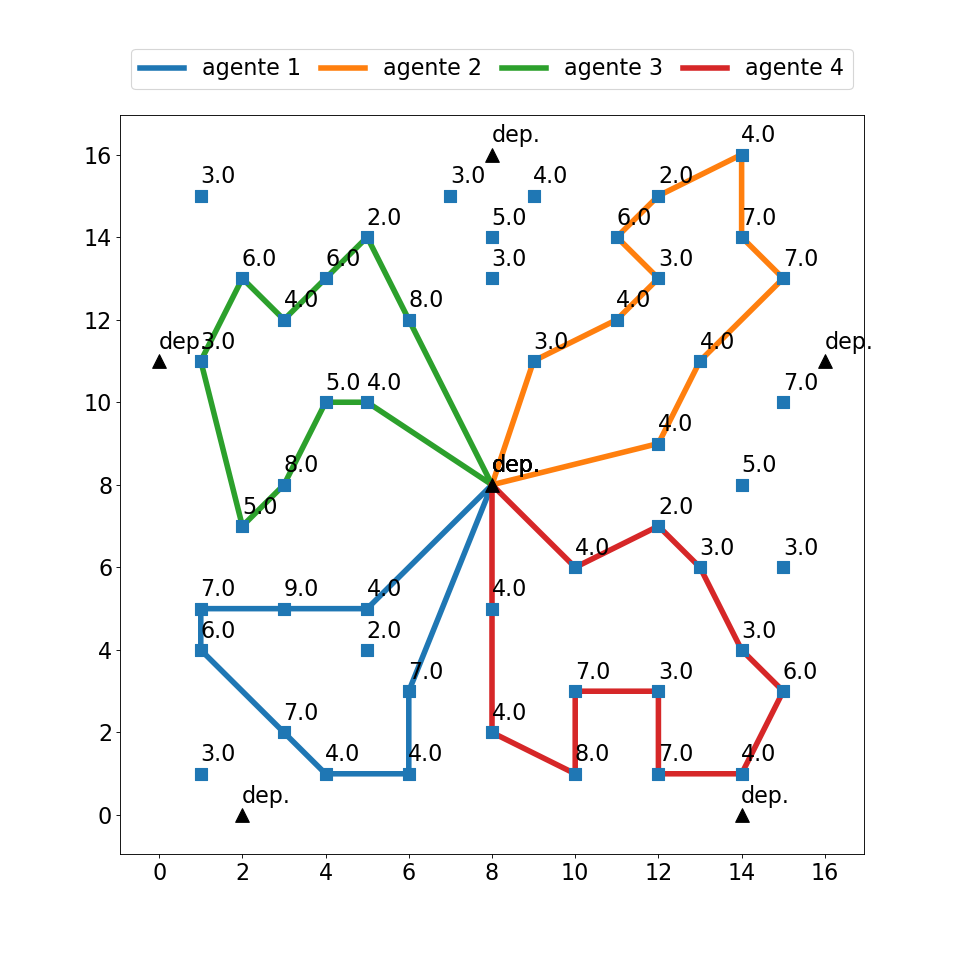 agente 1 agente 2 agente 3 agente 4
dep. 4.0
16
3.0 3.0 4.0 2.0
2.0 5.0 6.0 7.0
14
6.0 6.0 3.0 3.0 7.0
4.0 8.0 4.0
12
dep. 3.0 3.0 4.0 dep.
5.0 4.0 7.0
10
4.0
8.0 dep. 5.0
8
5.0 2.0
4.0 3.0 3.0
6
7.0 9.0 4.0 4.0
6.0 2.0 3.0
4
7.0 7.0 3.0 6.0
7.0 4.0
2
3.0 4.0 4.0 8.0 7.0 4.0
dep. dep.
0
0 2 4 6 8 10 12 14 16